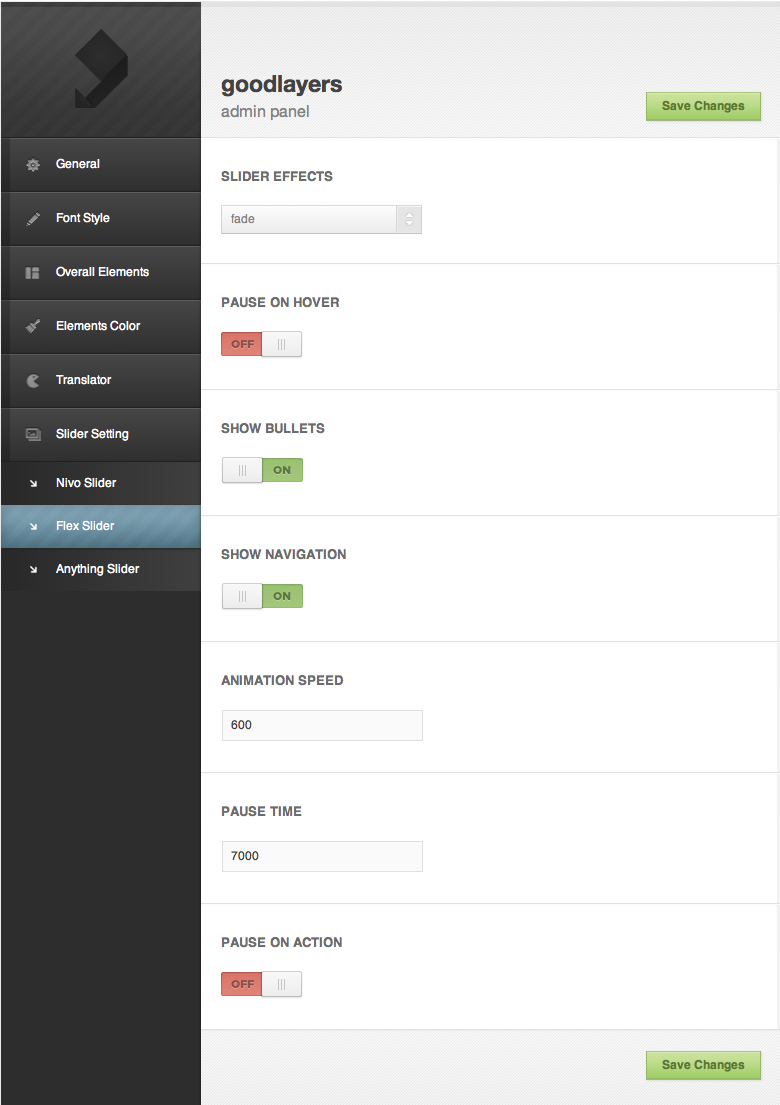 goodlayers
admin panel
Save Changes
General
Font Style
Overall Elements
Elements Color
Translator
Slider Setting
Nivo Slider
Flex Slider
Anything Slider
SLIDER EFFECTS
fade
PAUSE ON HOVER
OFF
SHOW BULLETS
ON
SHOW NAVIGATION
ON
ANIMATION SPEED
600
PAUSE TIME
7000
PAUSE ON ACTION
OFF
Save Changes